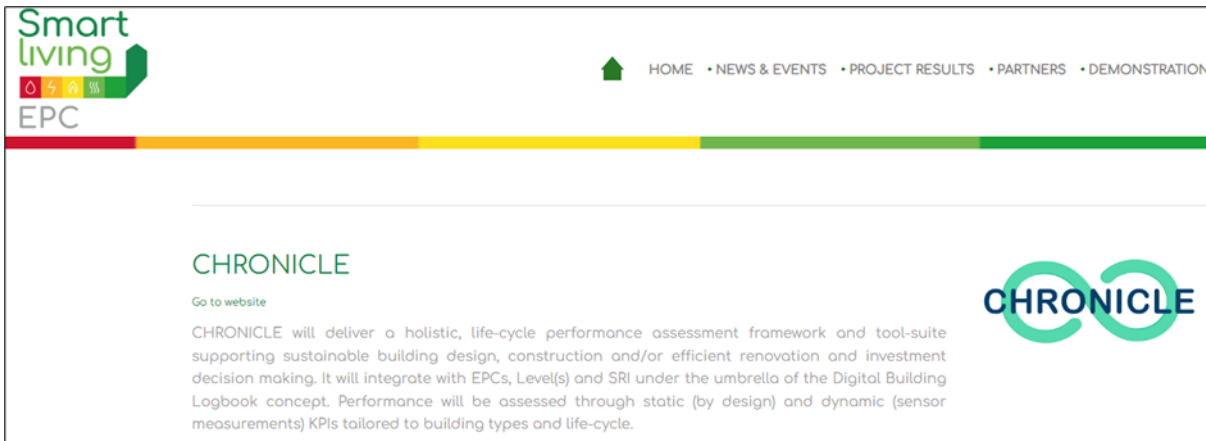 Smart
living
EPC
HOME • NEWS & EVENTS • PROJECT RESULTS • PARTNERS • DEMONSTRATION
CHRONICLE
Go to website
CHRONICLE will deliver a holistic, life-cycle performance assessment framework and tool-suite
supporting sustainable building design, construction and/or efficient renovation and investment
decision making. It will integrate with EPCs, Level(s) and SRI under the umbrella of the Digital Building
Logbook concept. Performance will be assessed through static (by design) and dynamic (sensor
measurements) KPIs tailored to building types and life-cycle.
CHRONICLE